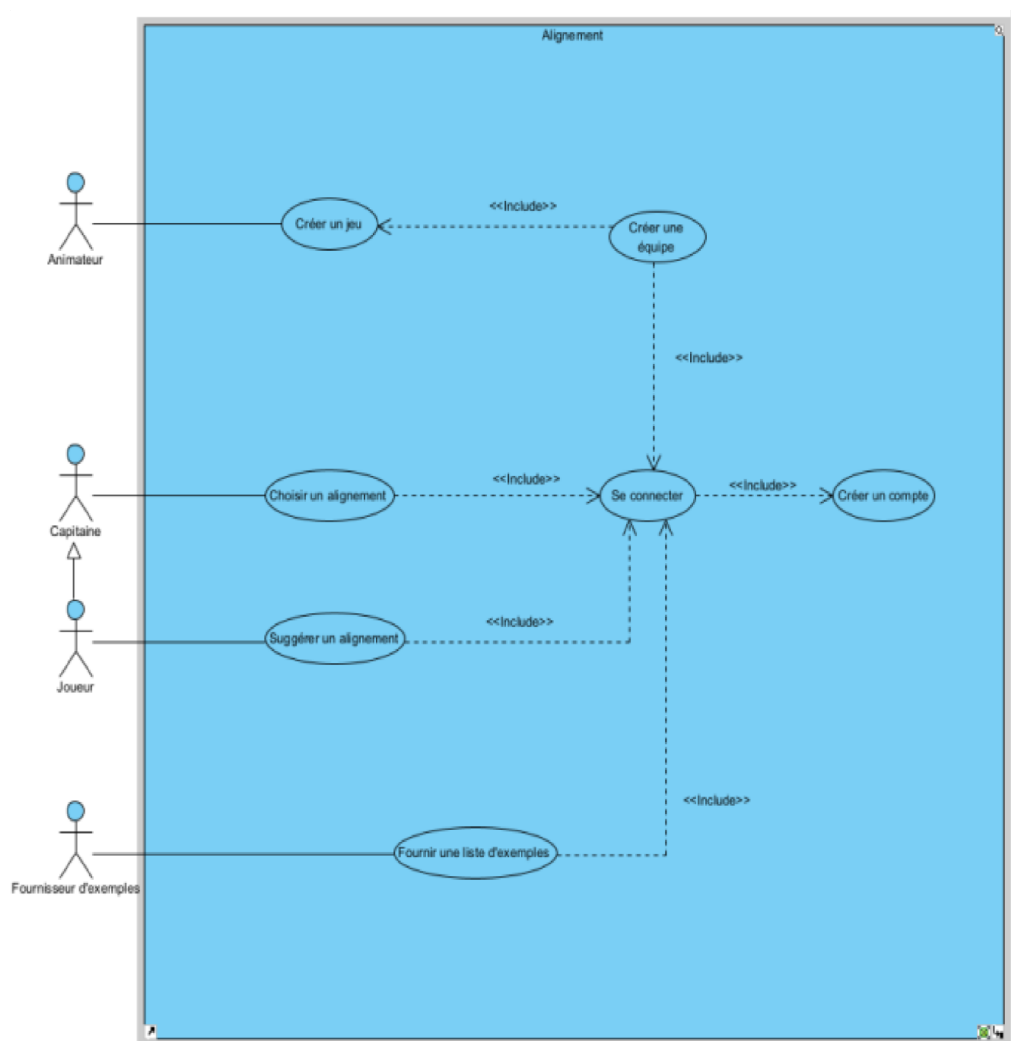 Alignement
<<Include>>
Créer un jeu
Créer une
équipe
Animateur
<<Include>>
<<Include>>
<<Include>>
Choisir un alignement
Se connecter
Créer un compte
Capitaine
<<Include>>
Suggérer un alignement
Joueur
<<Include>>
Fournir une liste d'exemples
Fournisseur d'exemples